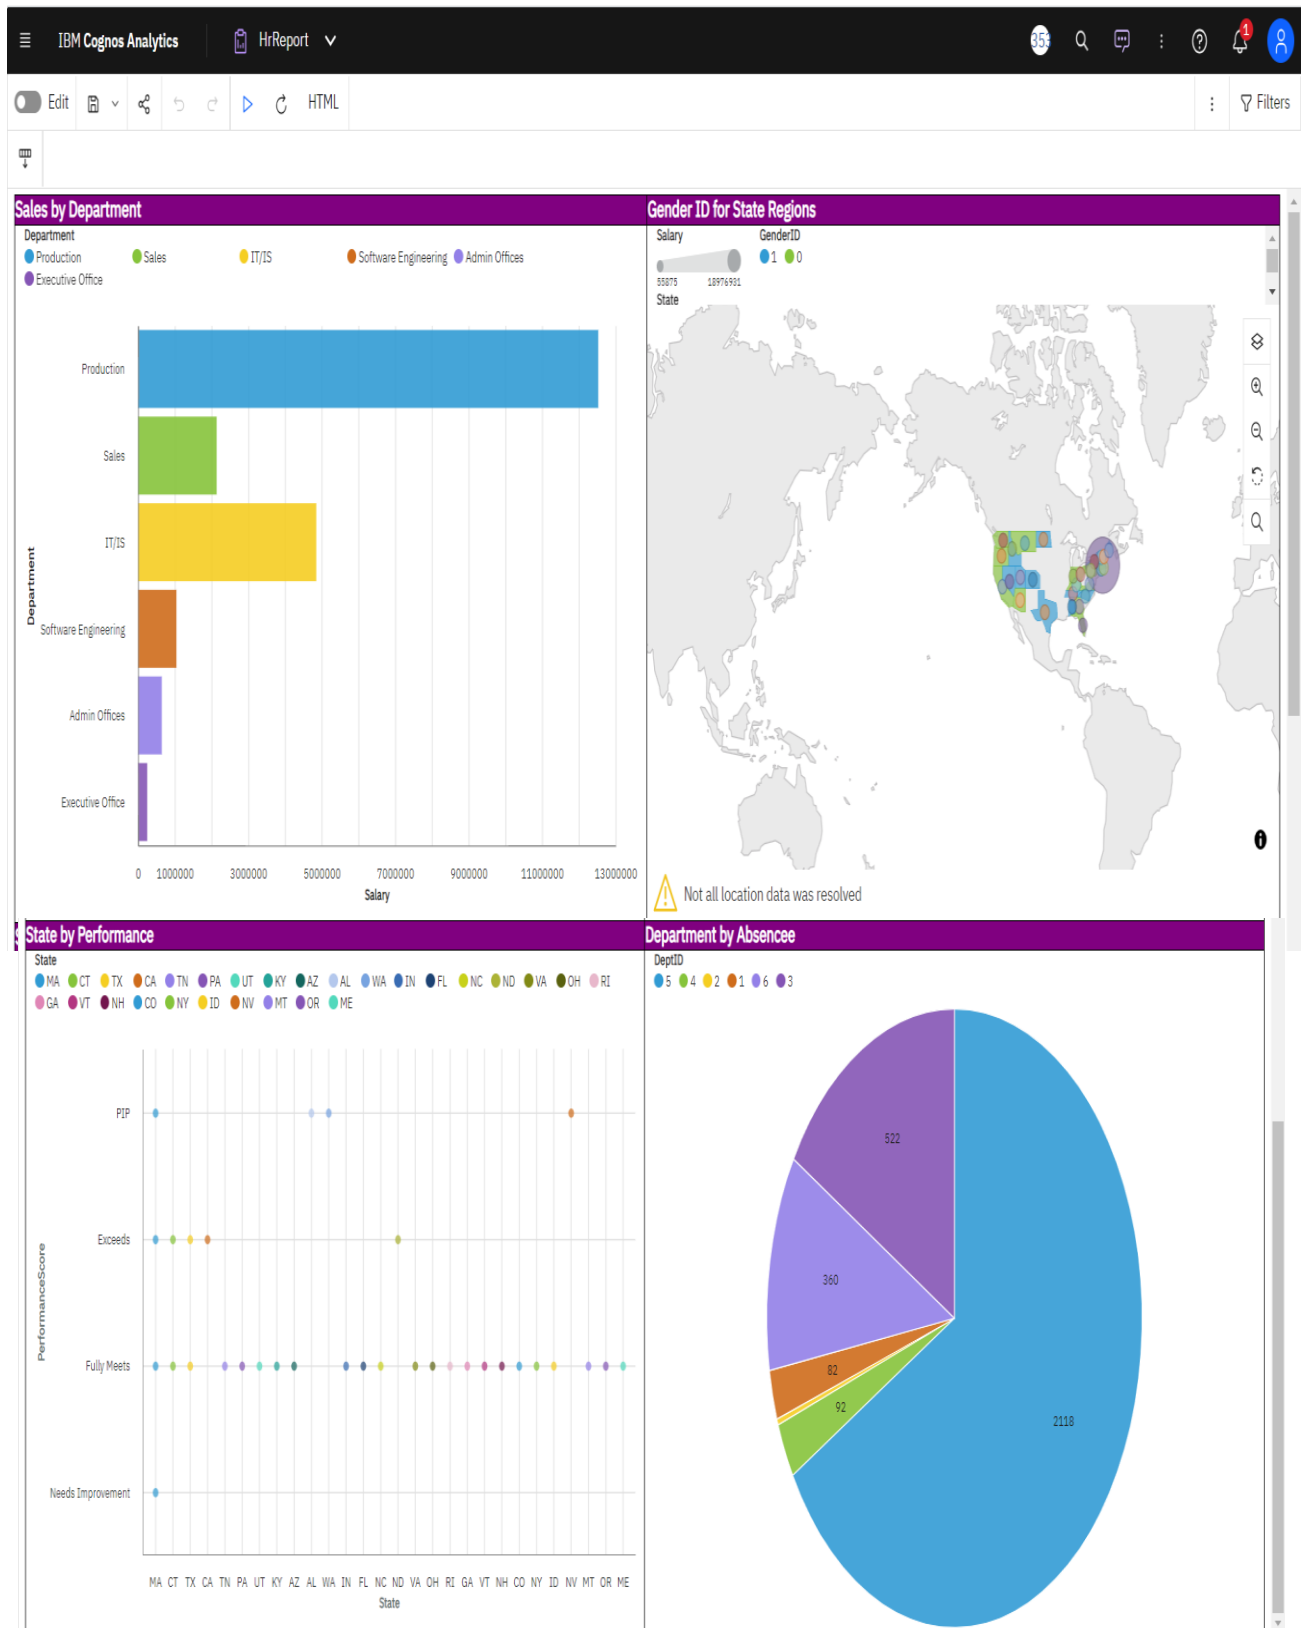 IBM Cognos Analytics
HrReport
353
1
Edit
HTML
Filters
Sales by Department
Department
Production
Sales
IT/IS
Software Engineering
Admin Offices
Executive Office
Production
Sales
IT/IS
Software Engineering
Admin Offices
Executive Office
Department
0 1000000 3000000 5000000 7000000 9000000 11000000 13000000
Salary
Gender ID for State Regions
Salary
55875 18976931
GenderID
1 0
State
Not all location data was resolved
State by Performance
State
MA CT TX CA TN PA UT KY AZ AL WA IN FL NC ND VA OH RI
GA VT NH CO NY ID NV MT OR ME
PIP
Exceeds
Fully Meets
Needs Improvement
PerformanceScore
MA CT TX CA TN PA UT KY AZ AL WA IN FL NC ND VA OH RI GA VT NH CO NY ID NV MT OR ME
State
Department by Absencee
DeptID
5 4 2 1 6 3
522
360
82
92
2118